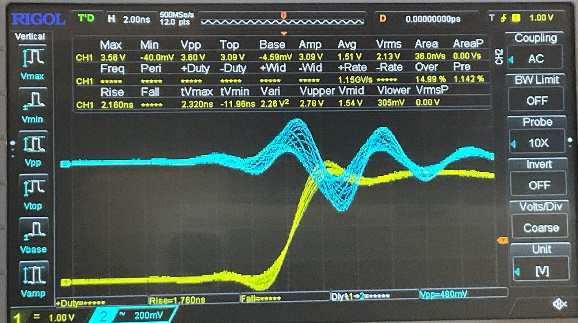 RIGOL T'D H 2.00ns 500MSa/s 12.0 pts D 0.00000000ps T 1.00 V
Vertical
Vmax
Vmin
Vpp
Vtop
Vbase
Vamp
Max Min Vpp Top Base Amp Avg Vrms Area AreaP
CH1 3.56 V -40.0mV 3.60 V 3.09 V -4.59mV 3.09 V 1.51 V 2.13 V 36.0nVs 0.00 Vs
Freq Peri +Duty -Duty +Wid -Wid +Rate -Rate Over Pre
CH1 ***** ***** ***** ***** ***** ***** 1.15GV/s ***** 14.99 % 1.142 %
Rise Fall tVmax tVmin Vari Vupper Vmid Vlower VrmsP
CH1 2.160ns ***** 2.320ns -11.96ns 2.26 V² 2.78 V 1.54 V 305mV 0.00 V
+Duty=***** Rise=1.760ns Fall=***** Vpp=480mV
1 = 1.00 V 2 ~ 200mV
CH2
Coupling
AC
BW Limit
OFF
Probe
10X
Invert
OFF
Volts/Div
Coarse
Unit
[V]